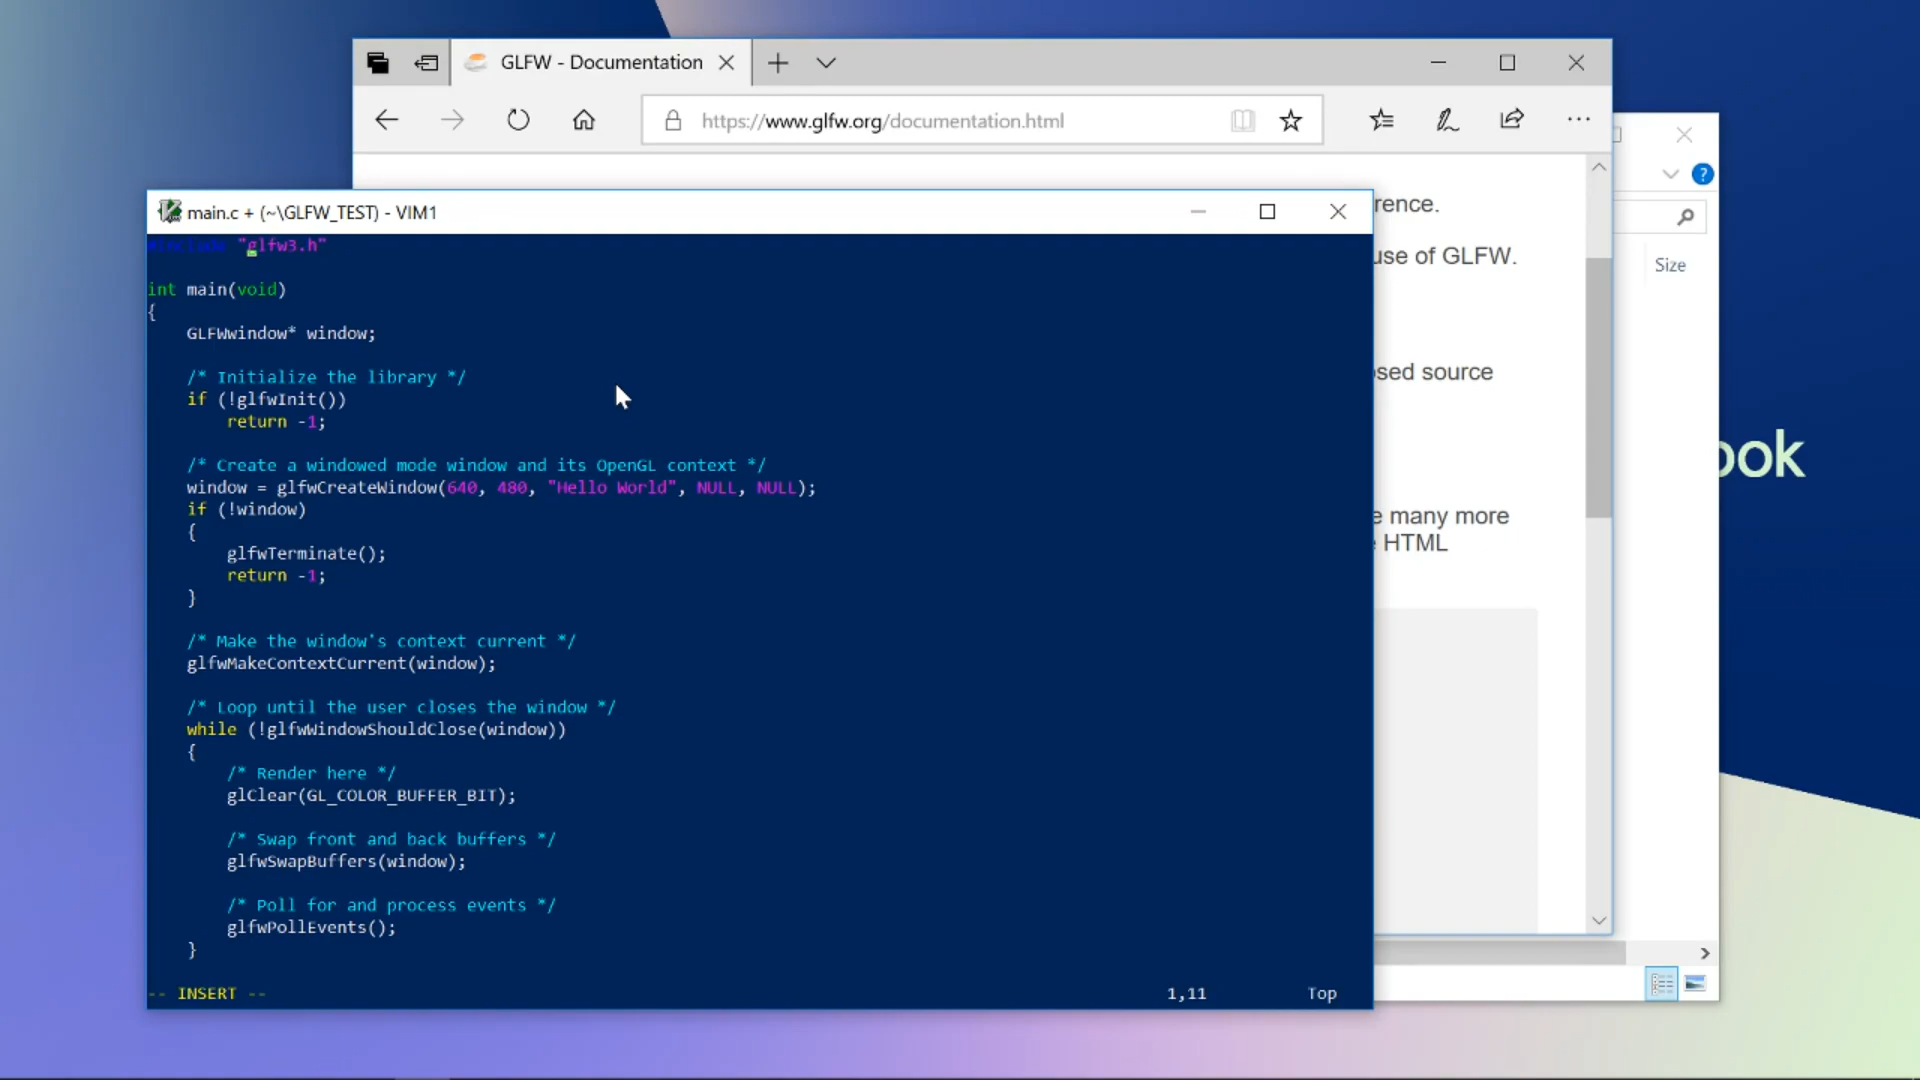 GLFW - Documentation
https://www.glfw.org/documentation.html
rence.
use of GLFW.
osed source
many more
HTML
Size
ook
main.c + (~\GLFW_TEST) - VIM1
#include "glfw3.h"
int main(void)
{
GLFWwindow* window;
/* Initialize the library */
if (!glfwInit())
return -1;
/* Create a windowed mode window and its OpenGL context */
window = glfwCreateWindow(640, 480, "Hello World", NULL, NULL);
if (!window)
{
glfwTerminate();
return -1;
}
/* Make the window's context current */
glfwMakeContextCurrent(window);
/* Loop until the user closes the window */
while (!glfwWindowShouldClose(window))
{
/* Render here */
glClear(GL_COLOR_BUFFER_BIT);
/* Swap front and back buffers */
glfwSwapBuffers(window);
/* Poll for and process events */
glfwPollEvents();
}
-- INSERT -- 1,11 Top